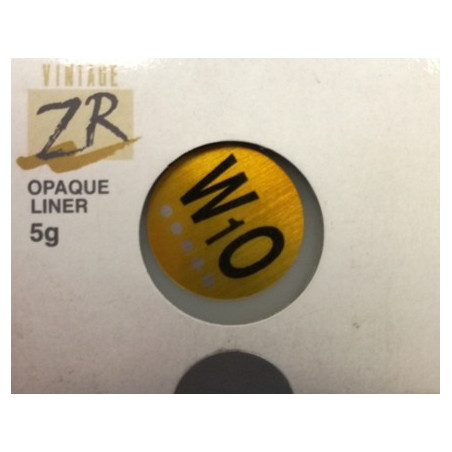 VINTAGE
ZR
OPAQUE
LINER
5g
W10